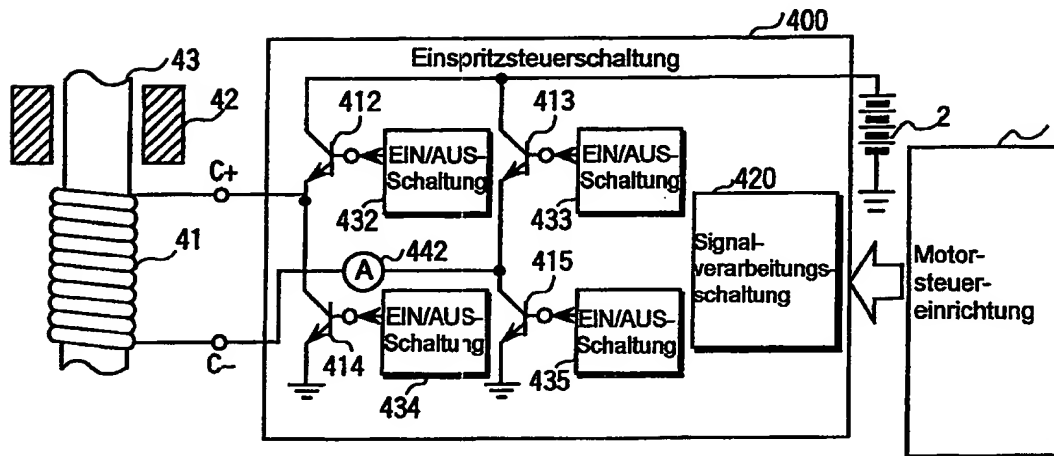 400
Einspritzsteuerschaltung
43
42
412
413
2
EIN/AUS-
Schaltung
432
EIN/AUS-
Schaltung
433
420
C+
41
442
A
Signal-
verarbeitungs-
schaltung
Motor-
steuer-
einrichtung
415
EIN/AUS-
Schaltung
EIN/AUS-
Schaltung
C-
414
434
435